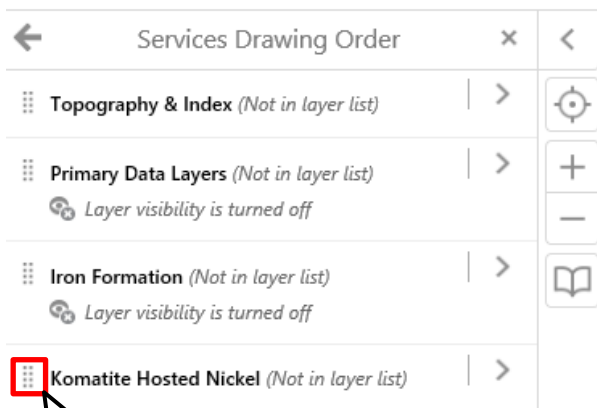 Services Drawing Order
Topography & Index (Not in layer list)
Primary Data Layers (Not in layer list)
Layer visibility is turned off
Iron Formation (Not in layer list)
Layer visibility is turned off
Komatite Hosted Nickel (Not in layer list)